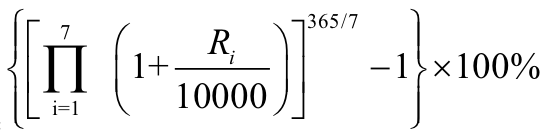 {[∏_{i=1}^{7} (1+R_i/10000)]^{365/7} −1}×100%